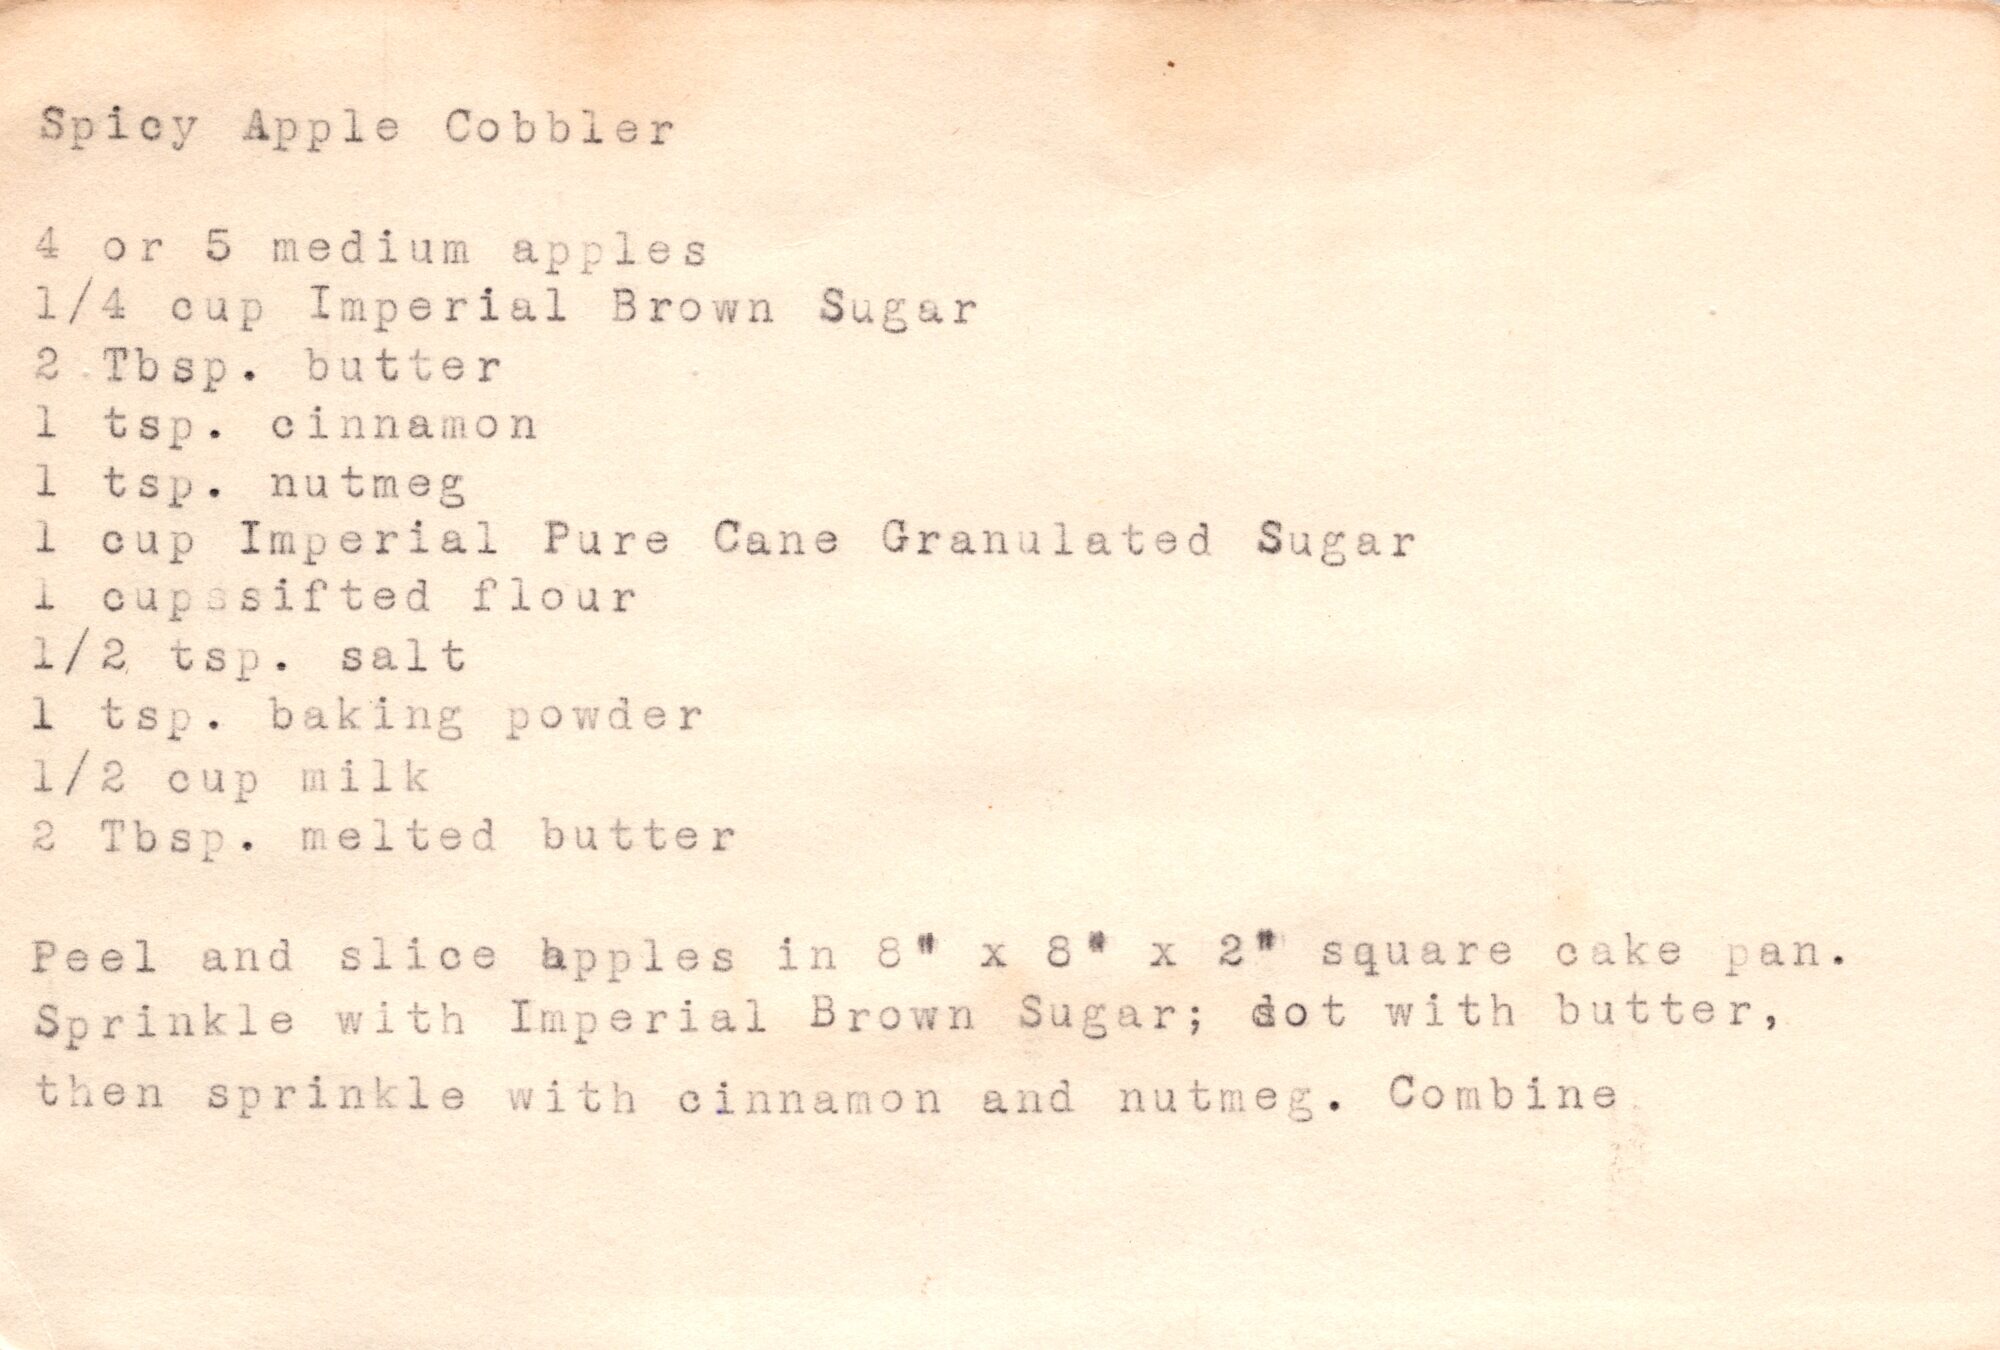 Spicy Apple Cobbler
4 or 5 medium apples
1/4 cup Imperial Brown Sugar
2 Tbsp. butter
1 tsp. cinnamon
1 tsp. nutmeg
1 cup Imperial Pure Cane Granulated Sugar
1 cupssifted flour
1/2 tsp. salt
1 tsp. baking powder
1/2 cup milk
2 Tbsp. melted butter
Peel and slice apples in 8" x 8" x 2" square cake pan.
Sprinkle with Imperial Brown Sugar; dot with butter,
then sprinkle with cinnamon and nutmeg. Combine